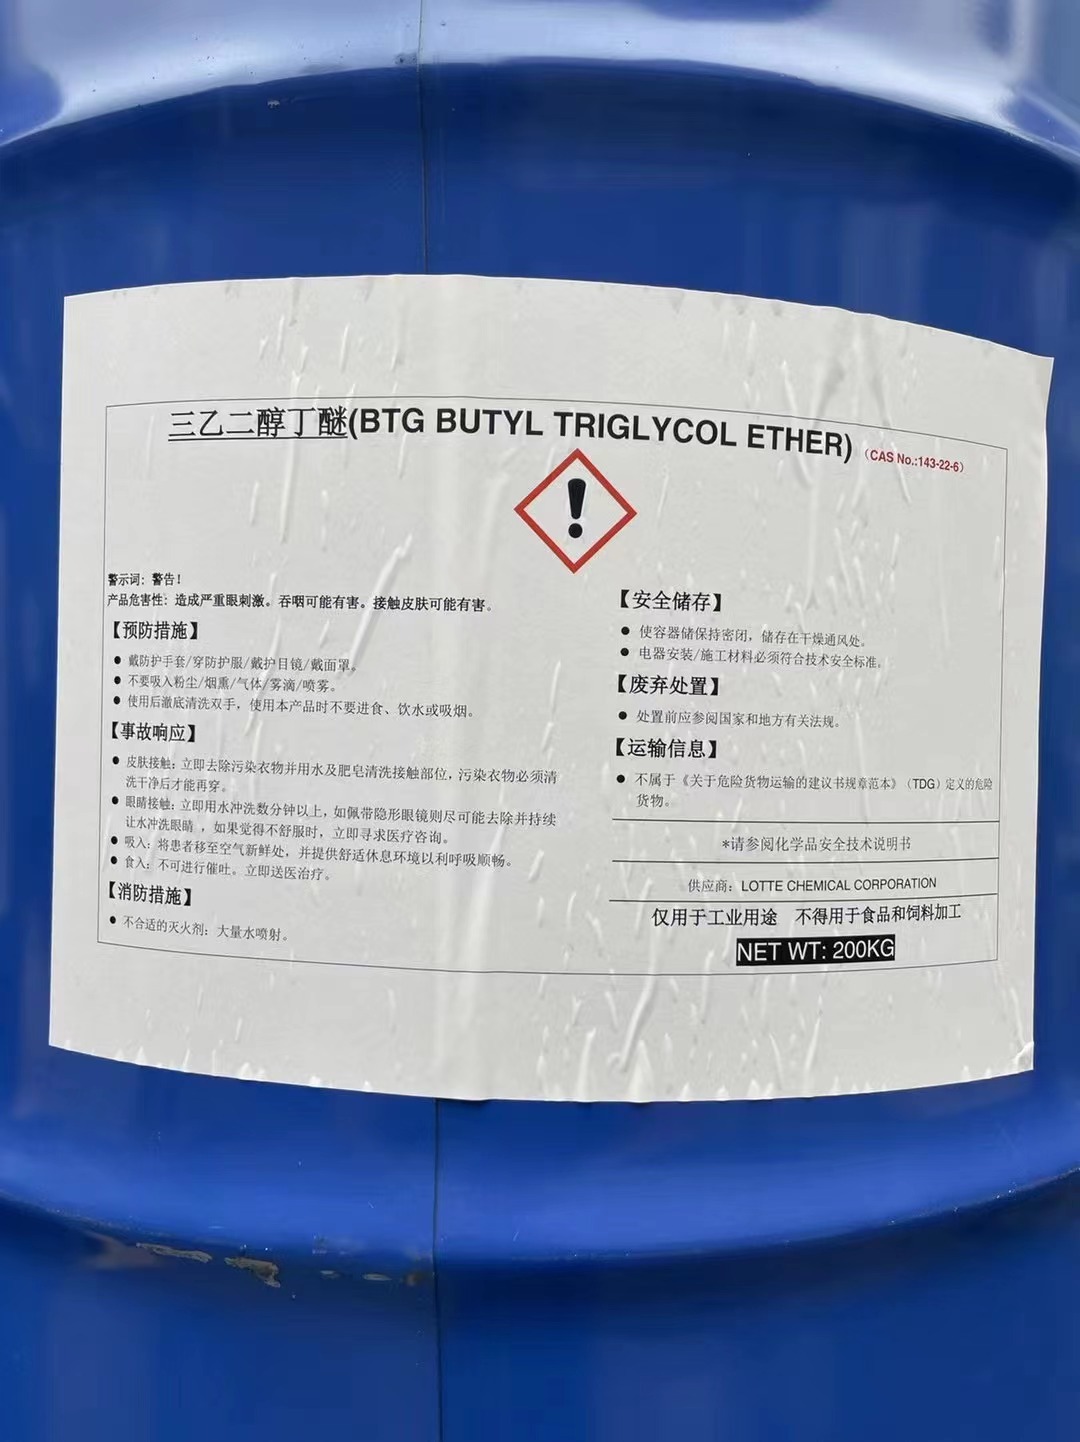 三乙二醇丁醚(BTG BUTYL TRIGLYCOL ETHER)（CAS No.:143-22-6）
警示词：警告！
产品危害性：造成严重眼刺激。吞咽可能有害。接触皮肤可能有害。
【预防措施】
● 戴防护手套/穿防护服/戴护目镜/戴面罩。
● 不要吸入粉尘/烟熏/气体/雾滴/喷雾。
● 使用后澈底清洗双手，使用本产品时不要进食、饮水或吸烟。
【事故响应】
● 皮肤接触：立即去除污染衣物并用水及肥皂清洗接触部位，污染衣物必须清
洗干净后才能再穿。
● 眼睛接触：立即用水冲洗数分钟以上，如佩带隐形眼镜则尽可能去除并持续
让水冲洗眼睛 ，如果觉得不舒服时，立即寻求医疗咨询。
● 吸入：将患者移至空气新鲜处，并提供舒适休息环境以利呼吸顺畅。
● 食入：不可进行催吐。立即送医治疗。
【消防措施】
● 不合适的灭火剂：大量水喷射。
【安全储存】
● 使容器储保持密闭，储存在干燥通风处。
● 电器安装/施工材料必须符合技术安全标准。
【废弃处置】
● 处置前应参阅国家和地方有关法规。
【运输信息】
● 不属于《关于危险货物运输的建议书规章范本》（TDG）定义的危险
货物。
*请参阅化学品安全技术说明书
供应商：LOTTE CHEMICAL CORPORATION
仅用于工业用途 不得用于食品和饲料加工
NET WT: 200KG